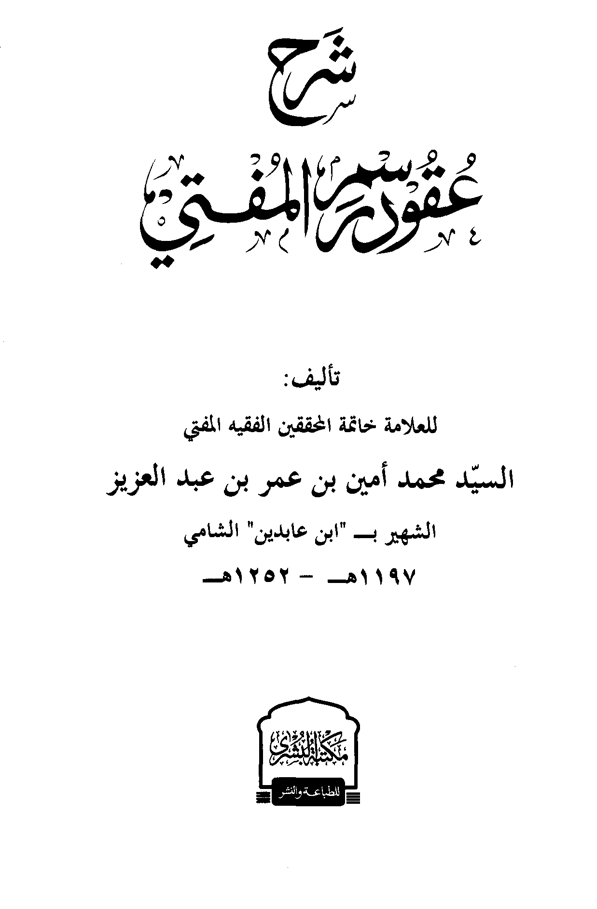 شرح
عقود رسم المفتي
تأليف:
للعلامة خاتمة المحققين الفقيه المفتي
السيّد محمد أمين بن عمر بن عبد العزيز
الشهير بـ "ابن عابدين" الشامي
١١٩٧هـ – ١٢٥٢هـ
مكتبة البشرى
للطباعة والنشر